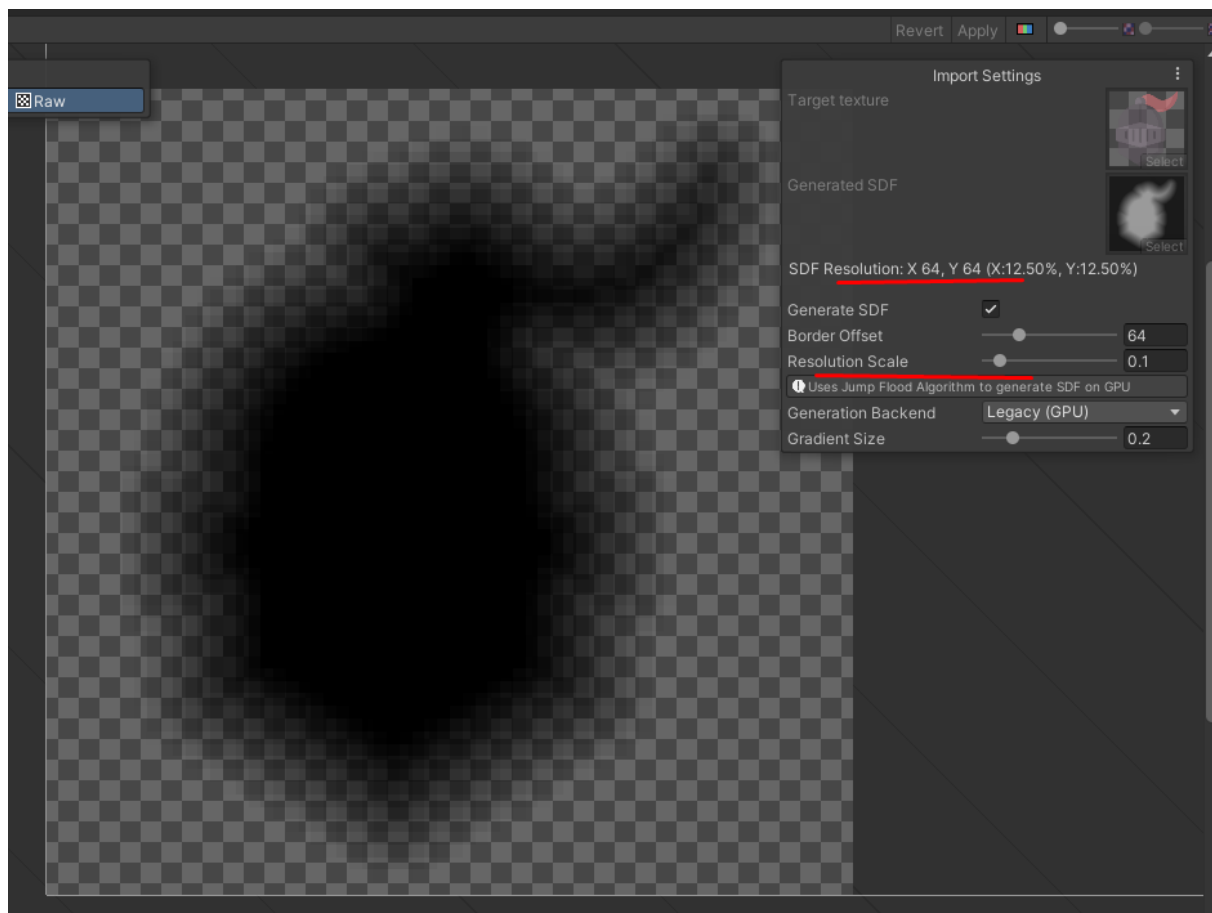 Revert Apply
Raw
Import Settings
Target texture
Select
Generated SDF
Select
SDF Resolution: X 64, Y 64 (X:12.50%, Y:12.50%)
Generate SDF
Border Offset 64
Resolution Scale 0.1
Uses Jump Flood Algorithm to generate SDF on GPU
Generation Backend Legacy (GPU)
Gradient Size 0.2